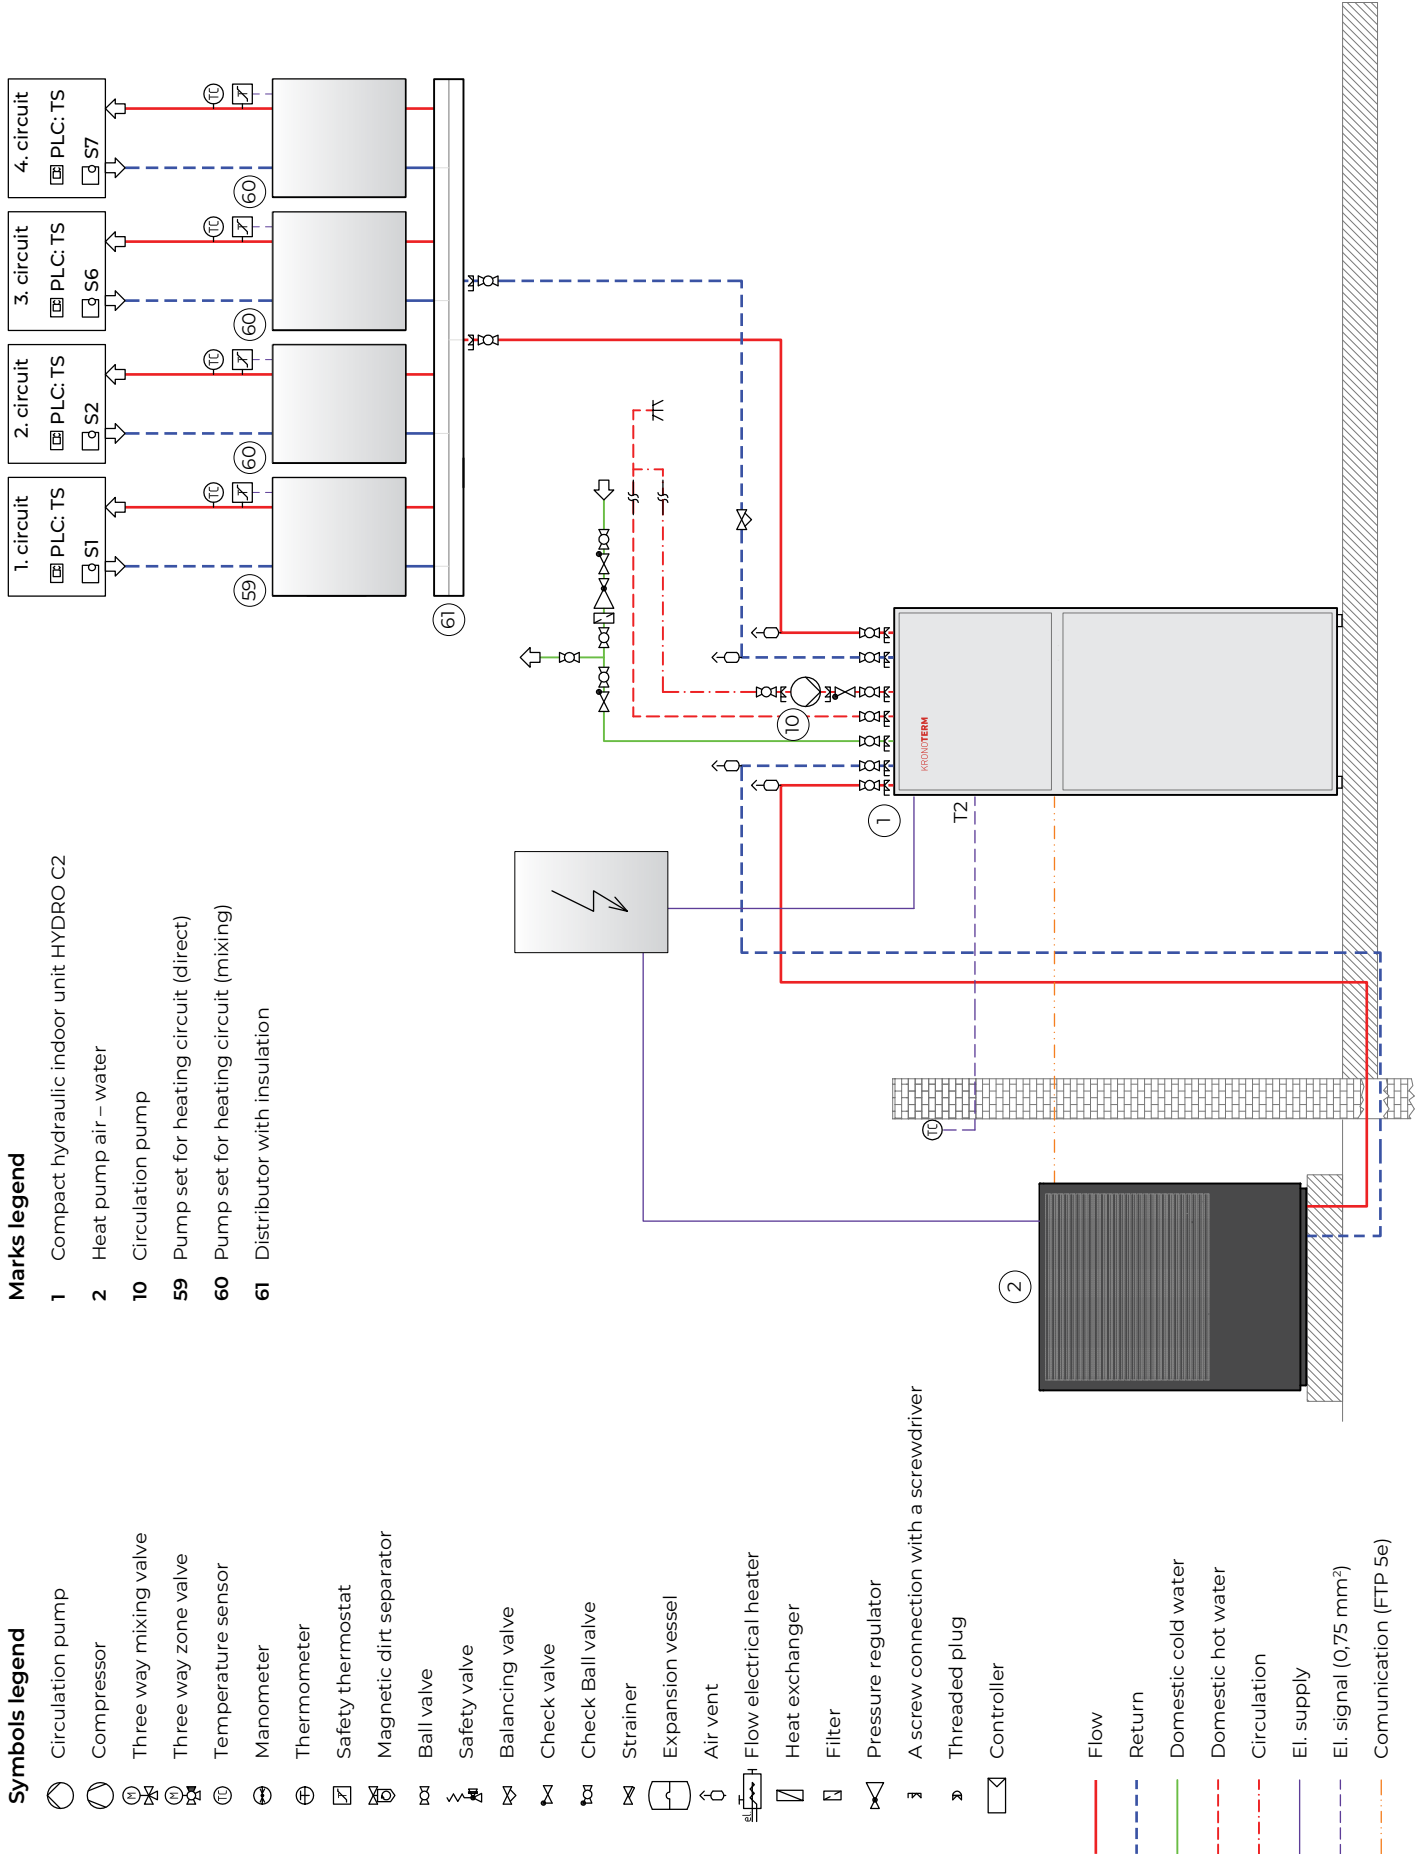 Symbols legend
Circulation pump
Compressor
M
Three way mixing valve
M
Three way zone valve
TC
Temperature sensor
Manometer
Thermometer
Safety thermostat
Magnetic dirt separator
Ball valve
Safety valve
Balancing valve
Check valve
Check Ball valve
Strainer
Expansion vessel
Air vent
el.
Flow electrical heater
Heat exchanger
Filter
Pressure regulator
A screw connection with a screwdriver
Threaded plug
Controller
Flow
Return
Domestic cold water
Domestic hot water
Circulation
El. supply
El. signal (0,75 mm²)
Comunication (FTP 5e)
Marks legend
1 Compact hydraulic indoor unit HYDRO C2
2 Heat pump air – water
10 Circulation pump
59 Pump set for heating circuit (direct)
60 Pump set for heating circuit (mixing)
61 Distributor with insulation
1. circuit
PLC: TS
S1
2. circuit
PLC: TS
S2
3. circuit
PLC: TS
S6
4. circuit
PLC: TS
S7
TC
TC
TC
TC
59
60
60
60
61
10
1
KRONOTERM
T2
TC
2